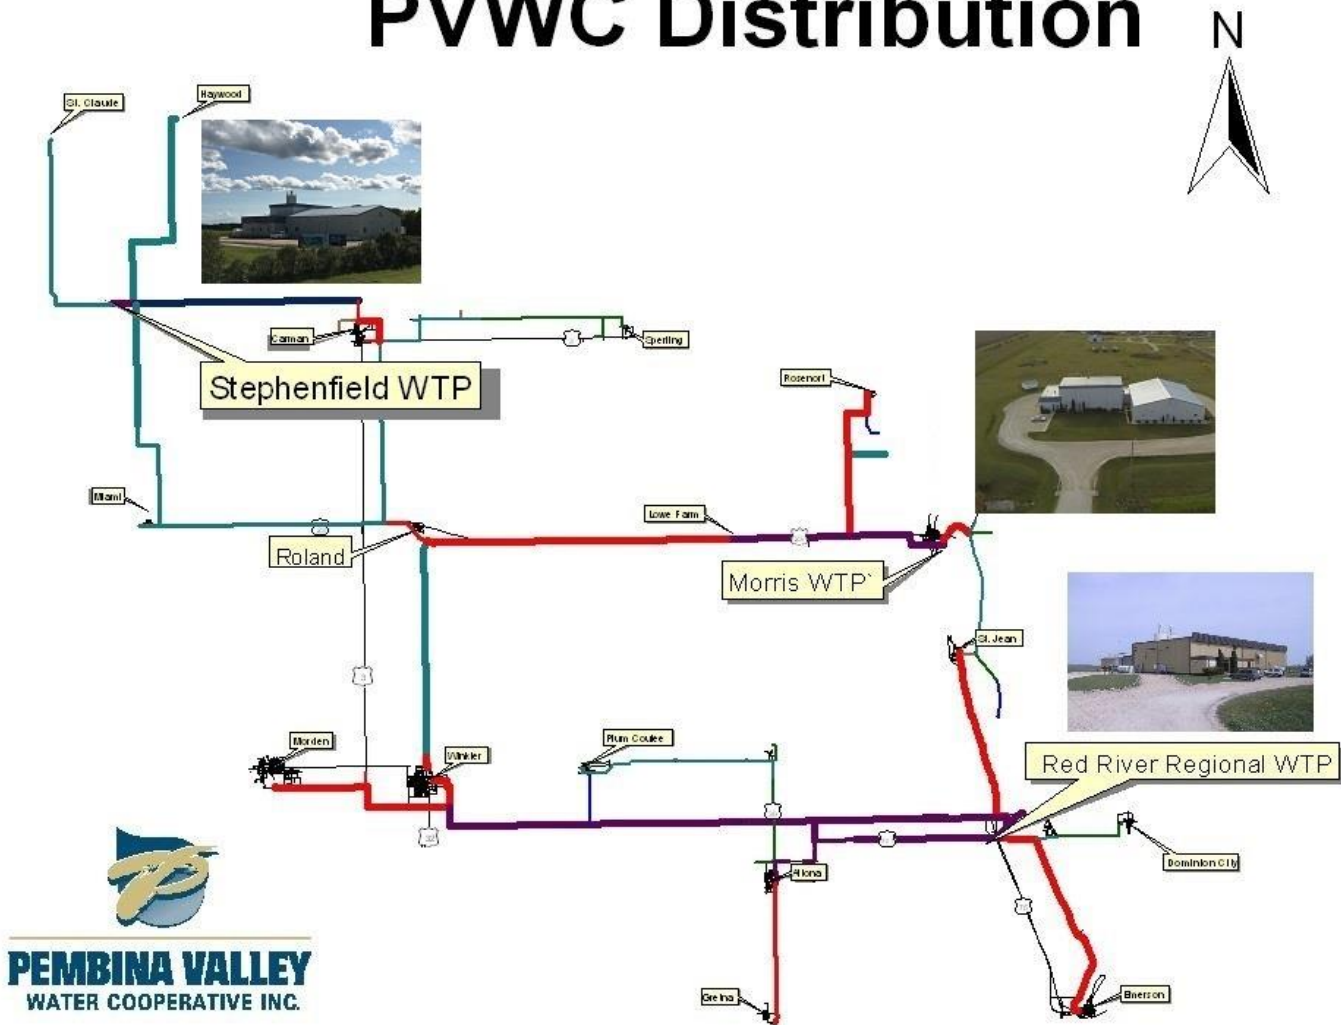 PVWC Distribution
N
St. Claude
Haywood
Carman
Sperling
Stephenfield WTP
Rosenort
Miami
Lowe Farm
Roland
Morris WTP`
St. Jean
Morden
Winkler
Plum Coulee
Red River Regional WTP
Altona
Dominion City
Gretna
Emerson
PEMBINA VALLEY
WATER COOPERATIVE INC.